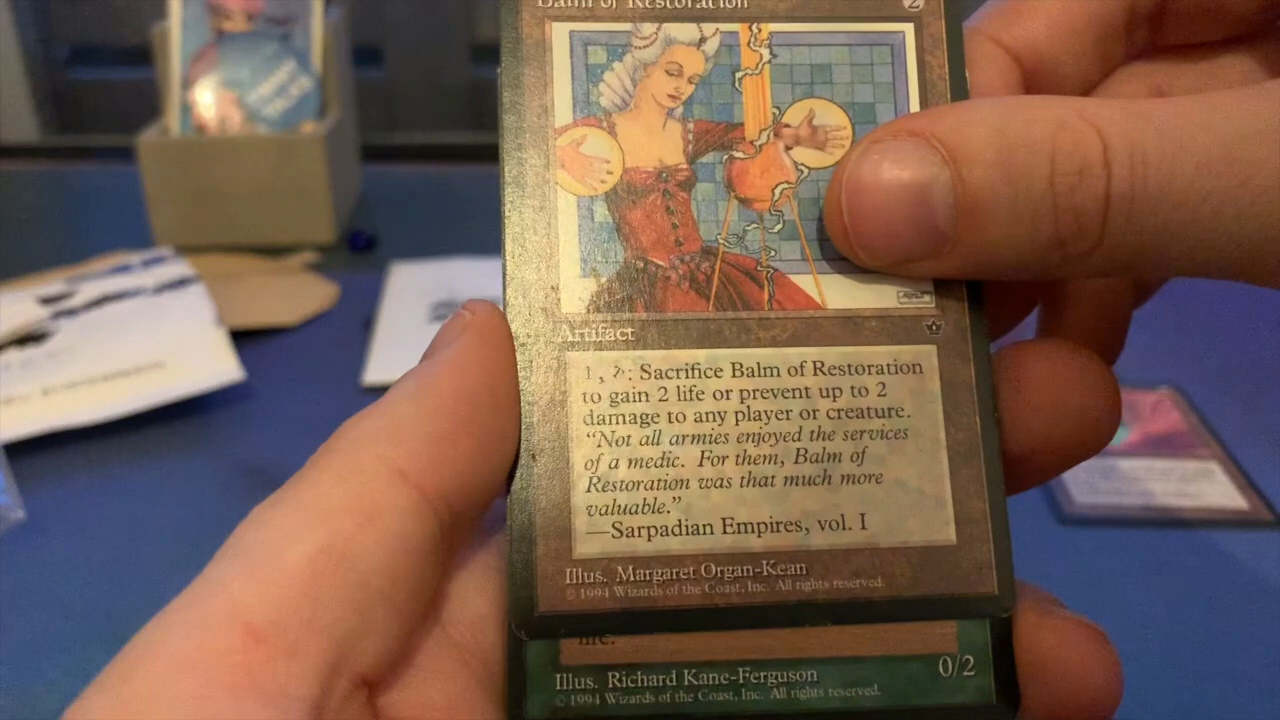 Balm of Restoration 2
Artifact
1, T: Sacrifice Balm of Restoration
to gain 2 life or prevent up to 2
damage to any player or creature.
“Not all armies enjoyed the services
of a medic. For them, Balm of
Restoration was that much more
valuable.”
—Sarpadian Empires, vol. I
Illus. Margaret Organ-Kean
© 1994 Wizards of the Coast, Inc. All rights reserved.
Illus. Richard Kane-Ferguson 0/2
© 1994 Wizards of the Coast, Inc. All rights reserved.